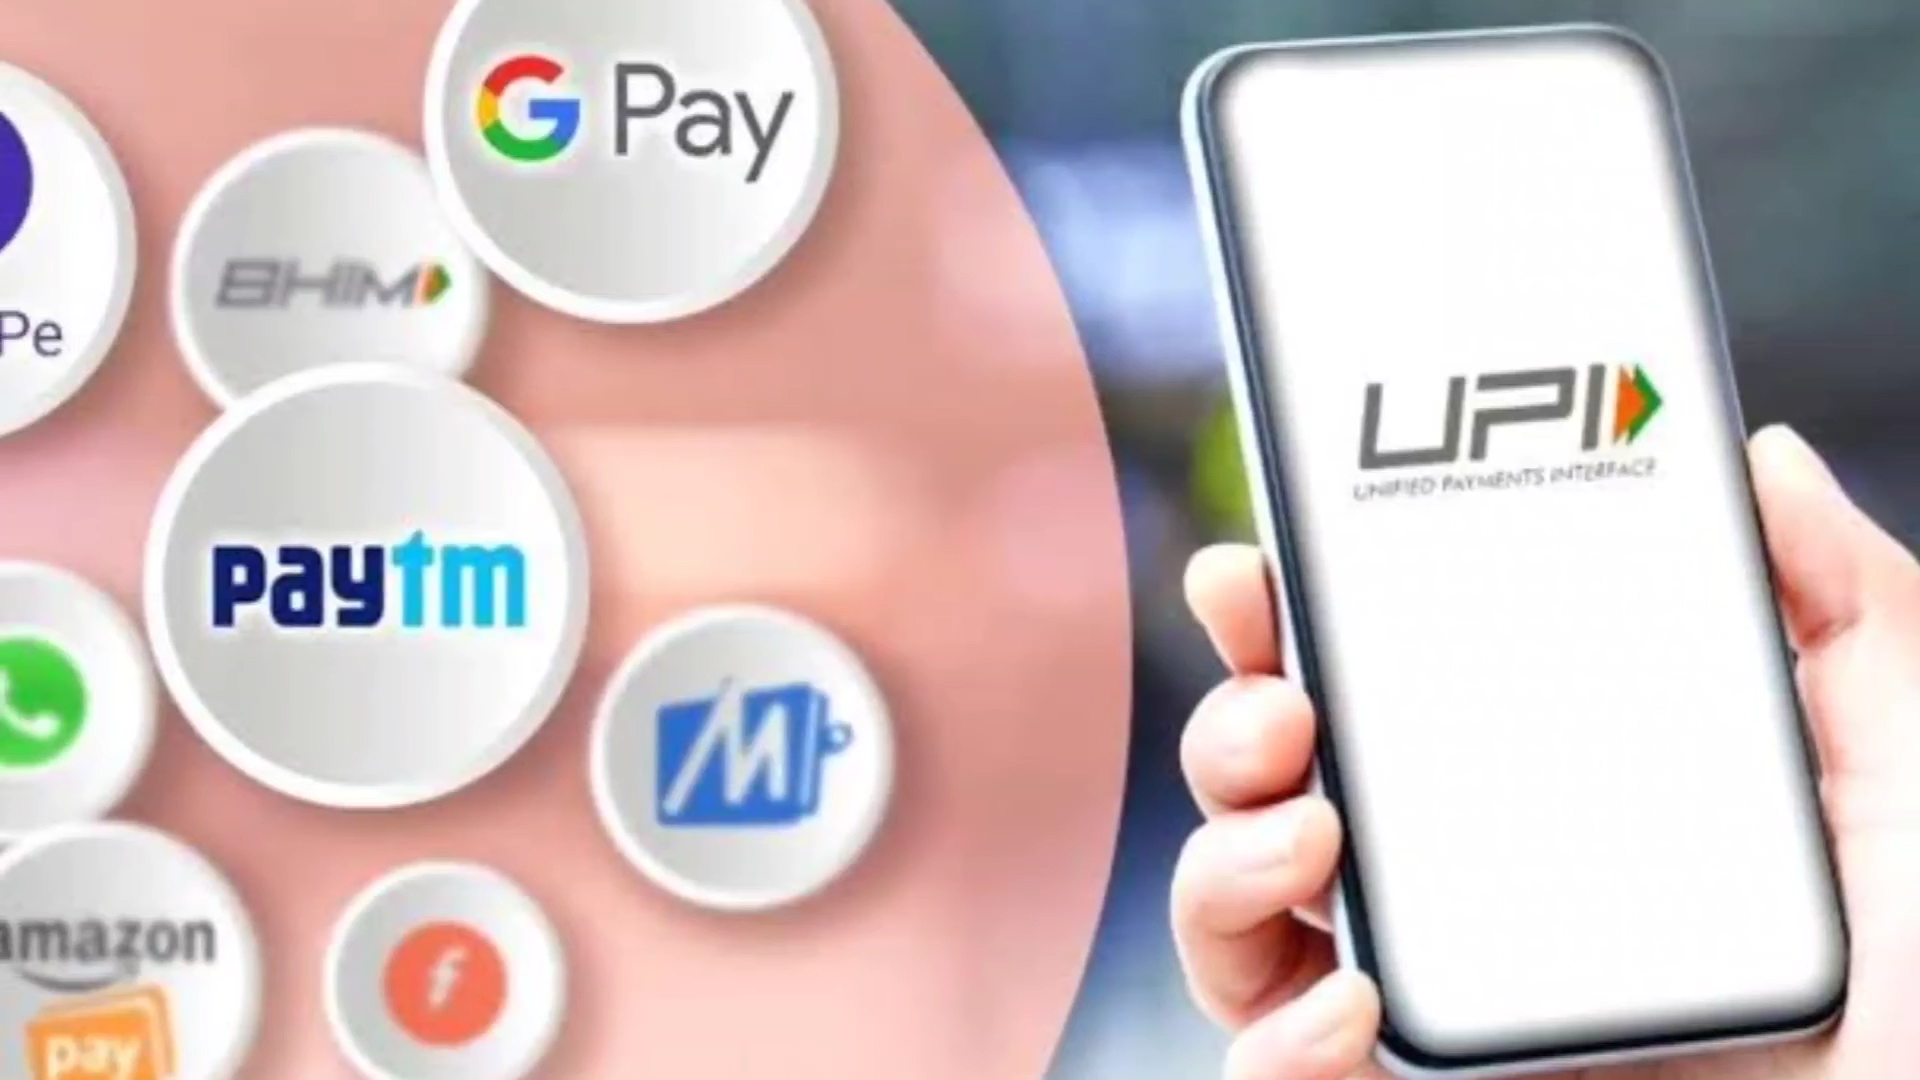 G Pay
BHIM
Pe
paytm
M
amazon
pay
f
UPI
UNIFIED PAYMENTS INTERFACE